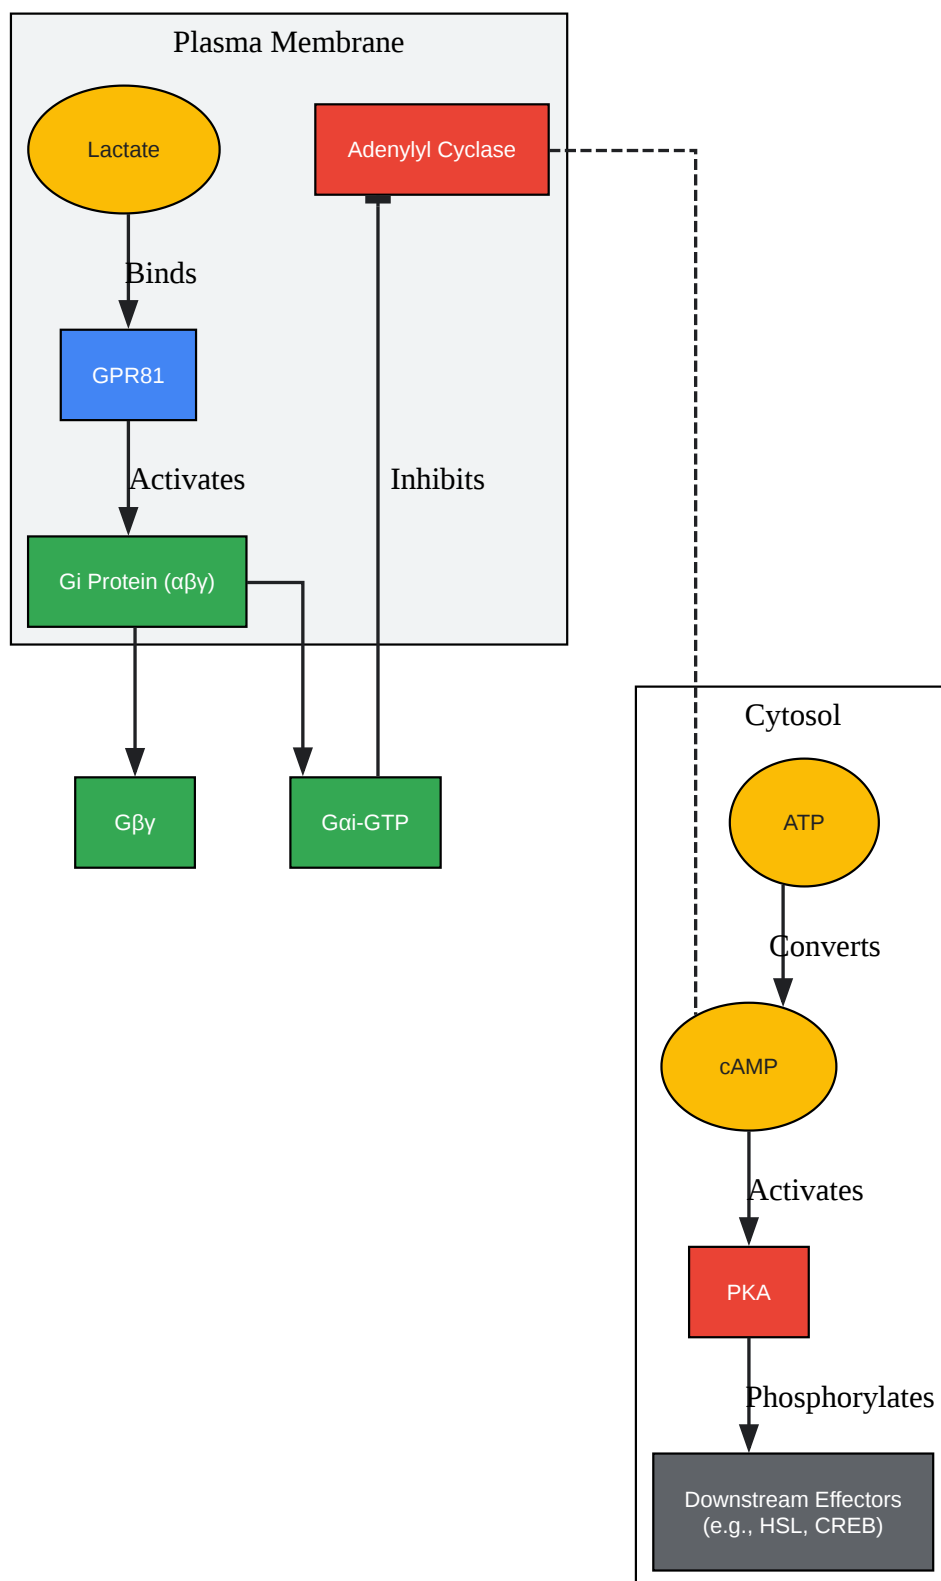 Plasma Membrane
Lactate
Adenylyl Cyclase
Binds
GPR81
Activates
Inhibits
Gi Protein (αβγ)
Gβγ
Gαi-GTP
Cytosol
ATP
Converts
cAMP
Activates
PKA
Phosphorylates
Downstream Effectors
(e.g., HSL, CREB)